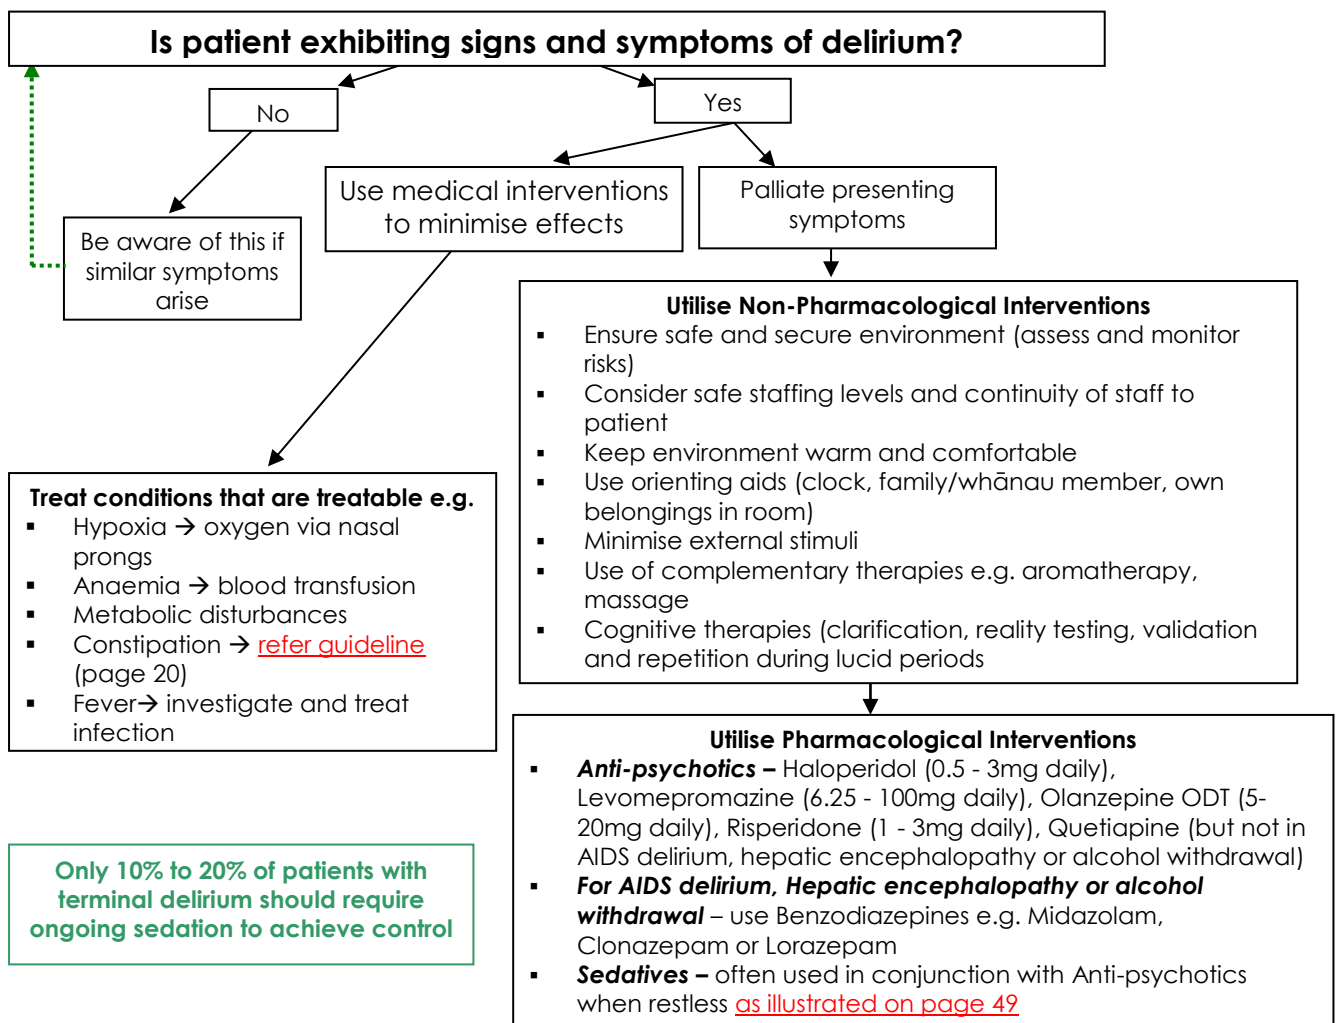 Is patient exhibiting signs and symptoms of delirium?
No
Yes
Be aware of this if
similar symptoms
arise
Use medical interventions
to minimise effects
Palliate presenting
symptoms
Treat conditions that are treatable e.g.
▪ Hypoxia → oxygen via nasal
prongs
▪ Anaemia → blood transfusion
▪ Metabolic disturbances
▪ Constipation → refer guideline
(page 20)
▪ Fever→ investigate and treat
infection
Utilise Non-Pharmacological Interventions
▪ Ensure safe and secure environment (assess and monitor
risks)
▪ Consider safe staffing levels and continuity of staff to
patient
▪ Keep environment warm and comfortable
▪ Use orienting aids (clock, family/whānau member, own
belongings in room)
▪ Minimise external stimuli
▪ Use of complementary therapies e.g. aromatherapy,
massage
▪ Cognitive therapies (clarification, reality testing, validation
and repetition during lucid periods
Utilise Pharmacological Interventions
▪ Anti-psychotics – Haloperidol (0.5 - 3mg daily),
Levomepromazine (6.25 - 100mg daily), Olanzepine ODT (5-
20mg daily), Risperidone (1 - 3mg daily), Quetiapine (but not in
AIDS delirium, hepatic encephalopathy or alcohol withdrawal)
▪ For AIDS delirium, Hepatic encephalopathy or alcohol
withdrawal – use Benzodiazepines e.g. Midazolam,
Clonazepam or Lorazepam
▪ Sedatives – often used in conjunction with Anti-psychotics
when restless as illustrated on page 49
Only 10% to 20% of patients with
terminal delirium should require
ongoing sedation to achieve control